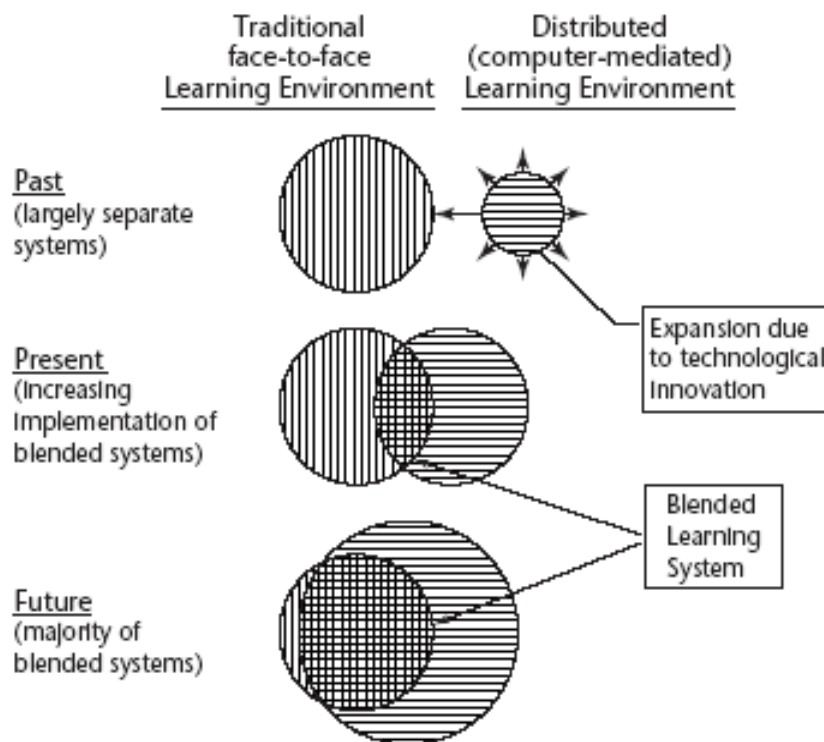 Traditional
face-to-face
Learning Environment
Distributed
(computer-mediated)
Learning Environment
Past
(largely separate
systems)
Expansion due
to technological
innovation
Present
(increasing
implementation of
blended systems)
Blended
Learning
System
Future
(majority of
blended systems)